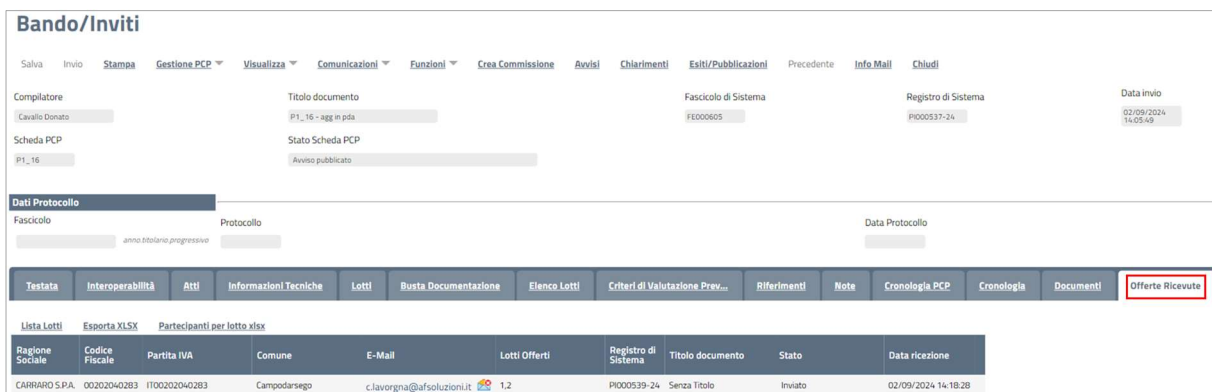 Bando/Inviti
Salva Invio Stampa Gestione PCP Visualizza Comunicazioni Funzioni Crea Commissione Avvisi Chiarimenti Esiti/Pubblicazioni Precedente Info Mail Chiudi
Compilatore Titolo documento Fascicolo di Sistema Registro di Sistema Data invio
Cavallo Donato P1_16 - agg in pda FE000605 PI000537-24 02/09/2024
14:05:49
Scheda PCP Stato Scheda PCP
P1_16 Avviso pubblicato
Dati Protocollo
Fascicolo Protocollo Data Protocollo
anno.titolario.progressivo
Testata Interoperabilità Atti Informazioni Tecniche Lotti Busta Documentazione Elenco Lotti Criteri di Valutazione Prev... Riferimenti Note Cronologia PCP Cronologia Documenti Offerte Ricevute
Lista Lotti Esporta XLSX Partecipanti per lotto xlsx
Ragione Sociale Codice Fiscale Partita IVA Comune E-Mail Lotti Offerti Registro di Sistema Titolo documento Stato Data ricezione
CARRARO S.P.A. 00202040283 IT00202040283 Campodarsego c.lavorgna@afsoluzioni.it 1,2 PI000539-24 Senza Titolo Inviato 02/09/2024 14:18:28